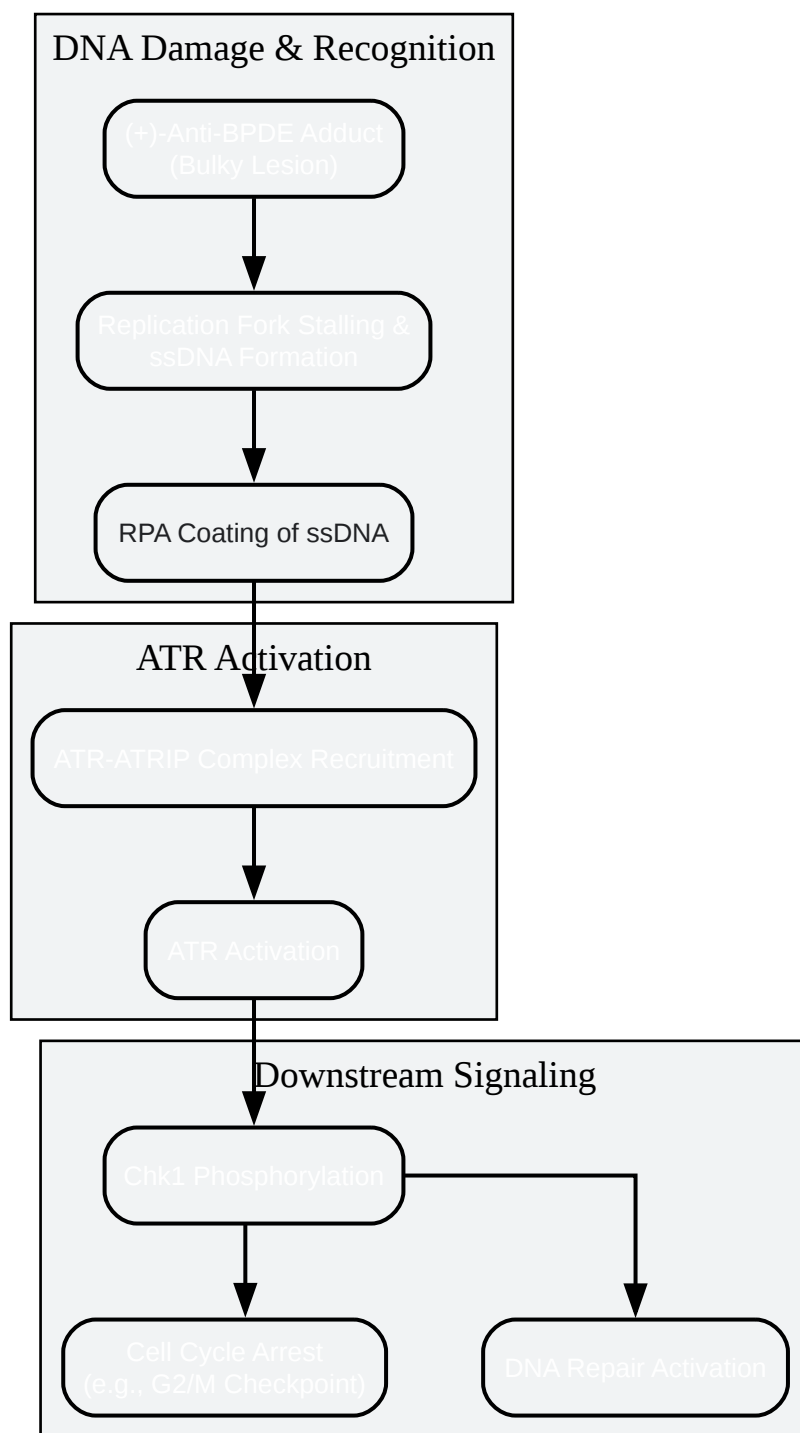 DNA Damage & Recognition
(+)-Anti-BPDE Adduct
(Bulky Lesion)
Replication Fork Stalling &
ssDNA Formation
RPA Coating of ssDNA
ATR Activation
ATR-ATRIP Complex Recruitment
ATR Activation
Downstream Signaling
Chk1 Phosphorylation
Cell Cycle Arrest
(e.g., G2/M Checkpoint)
DNA Repair Activation